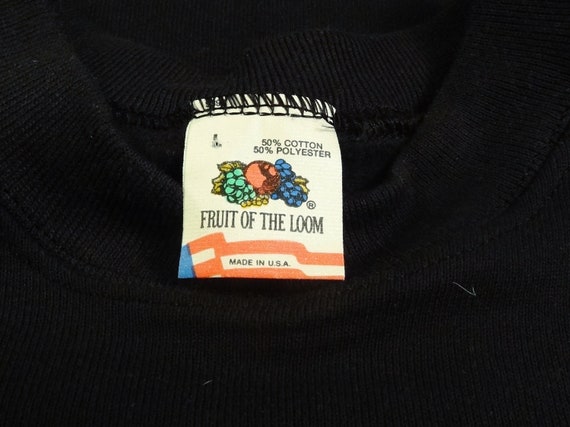 L
50% COTTON
50% POLYESTER
®
FRUIT OF THE LOOM
MADE IN U.S.A.